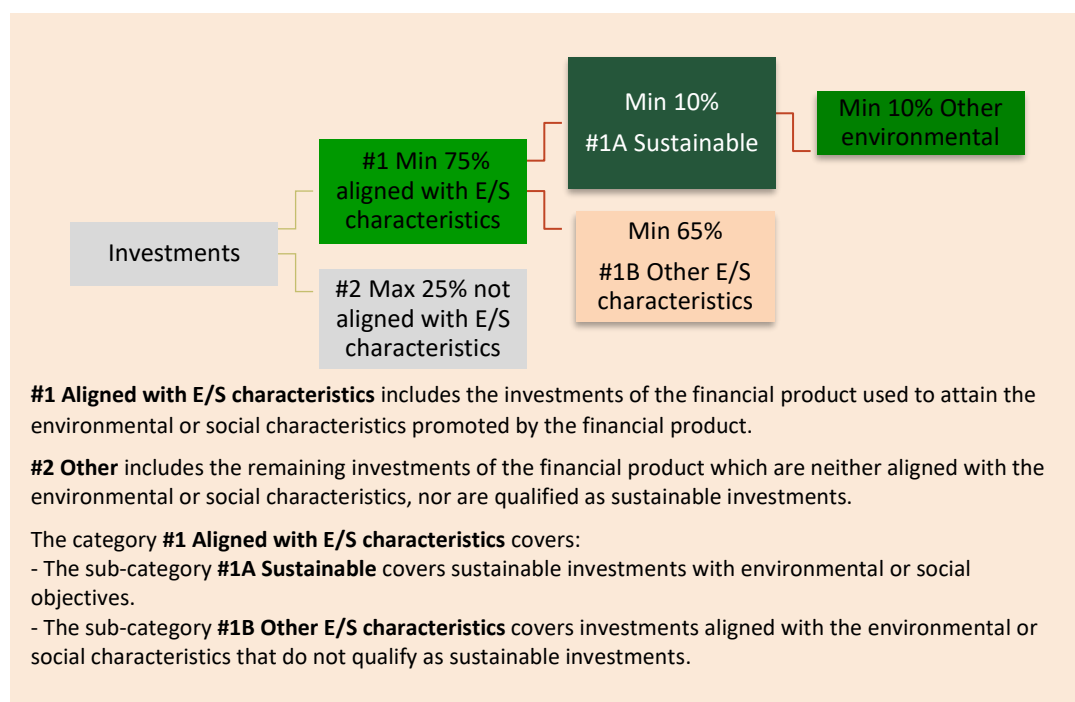 Investments
#1 Min 75%
aligned with E/S
characteristics
#2 Max 25% not
aligned with E/S
characteristics
Min 10%
#1A Sustainable
Min 65%
#1B Other E/S
characteristics
Min 10% Other
environmental
#1 Aligned with E/S characteristics includes the investments of the financial product used to attain the
environmental or social characteristics promoted by the financial product.
#2 Other includes the remaining investments of the financial product which are neither aligned with the
environmental or social characteristics, nor are qualified as sustainable investments.
The category #1 Aligned with E/S characteristics covers:
- The sub-category #1A Sustainable covers sustainable investments with environmental or social
objectives.
- The sub-category #1B Other E/S characteristics covers investments aligned with the environmental or
social characteristics that do not qualify as sustainable investments.